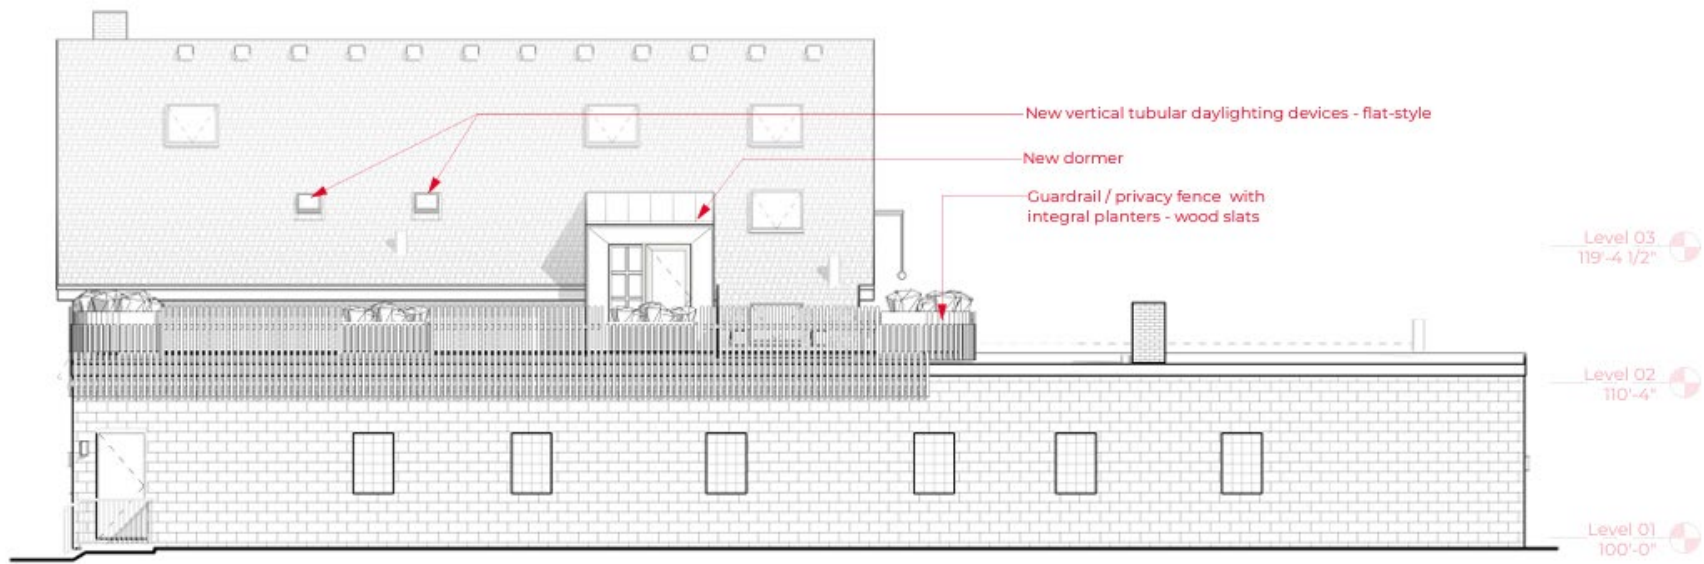 New vertical tubular daylighting devices - flat-style
New dormer
Guardrail / privacy fence with
integral planters - wood slats
Level 03
119'-4 1/2"
Level 02
110'-4"
Level 01
100'-0"